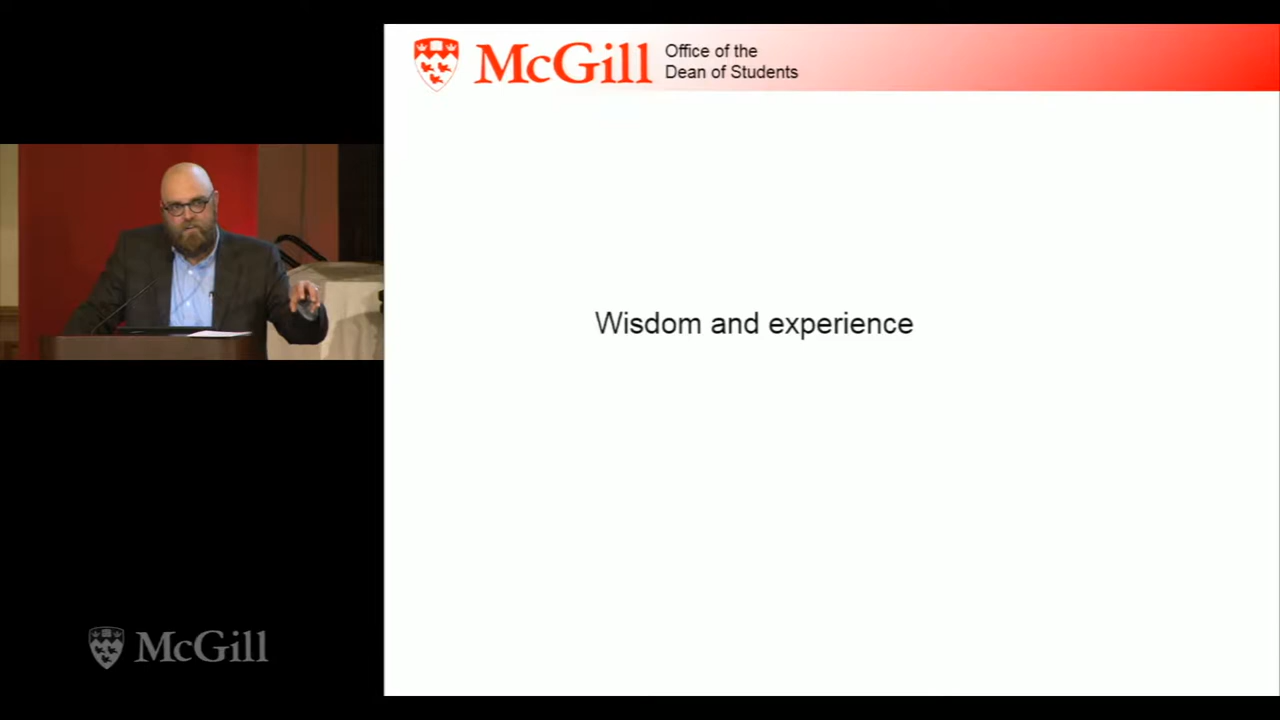 McGill
Office of the
Dean of Students
Wisdom and experience
McGill